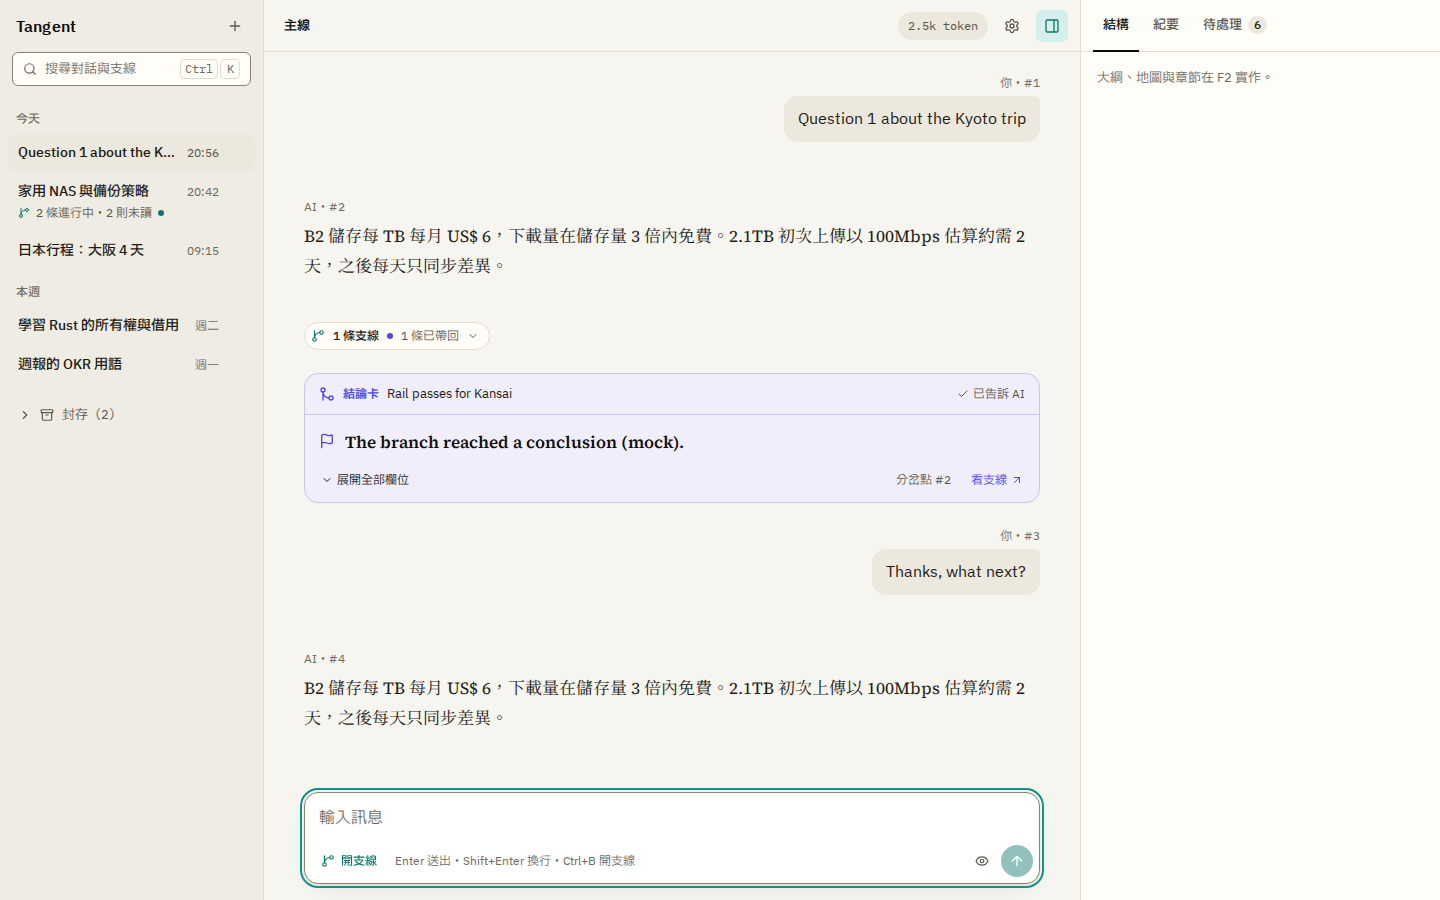 Tangent
搜尋對話與支線
Ctrl K
今天
Question 1 about the K... 20:56
家用 NAS 與備份策略 20:42
2 條進行中・2 則未讀
日本行程：大阪 4 天 09:15
本週
學習 Rust 的所有權與借用 週二
週報的 OKR 用語 週一
封存（2）
主線
2.5k token
你・#1
Question 1 about the Kyoto trip
AI・#2
B2 儲存每 TB 每月 US$ 6，下載量在儲存量 3 倍內免費。2.1TB 初次上傳以 100Mbps 估算約需 2
天，之後每天只同步差異。
1 條支線 1 條已帶回
結論卡 Rail passes for Kansai 已告訴 AI
The branch reached a conclusion (mock).
展開全部欄位 分岔點 #2 看支線
你・#3
Thanks, what next?
AI・#4
B2 儲存每 TB 每月 US$ 6，下載量在儲存量 3 倍內免費。2.1TB 初次上傳以 100Mbps 估算約需 2
天，之後每天只同步差異。
輸入訊息
開支線 Enter 送出・Shift+Enter 換行・Ctrl+B 開支線
結構 紀要 待處理 6
大綱、地圖與章節在 F2 實作。